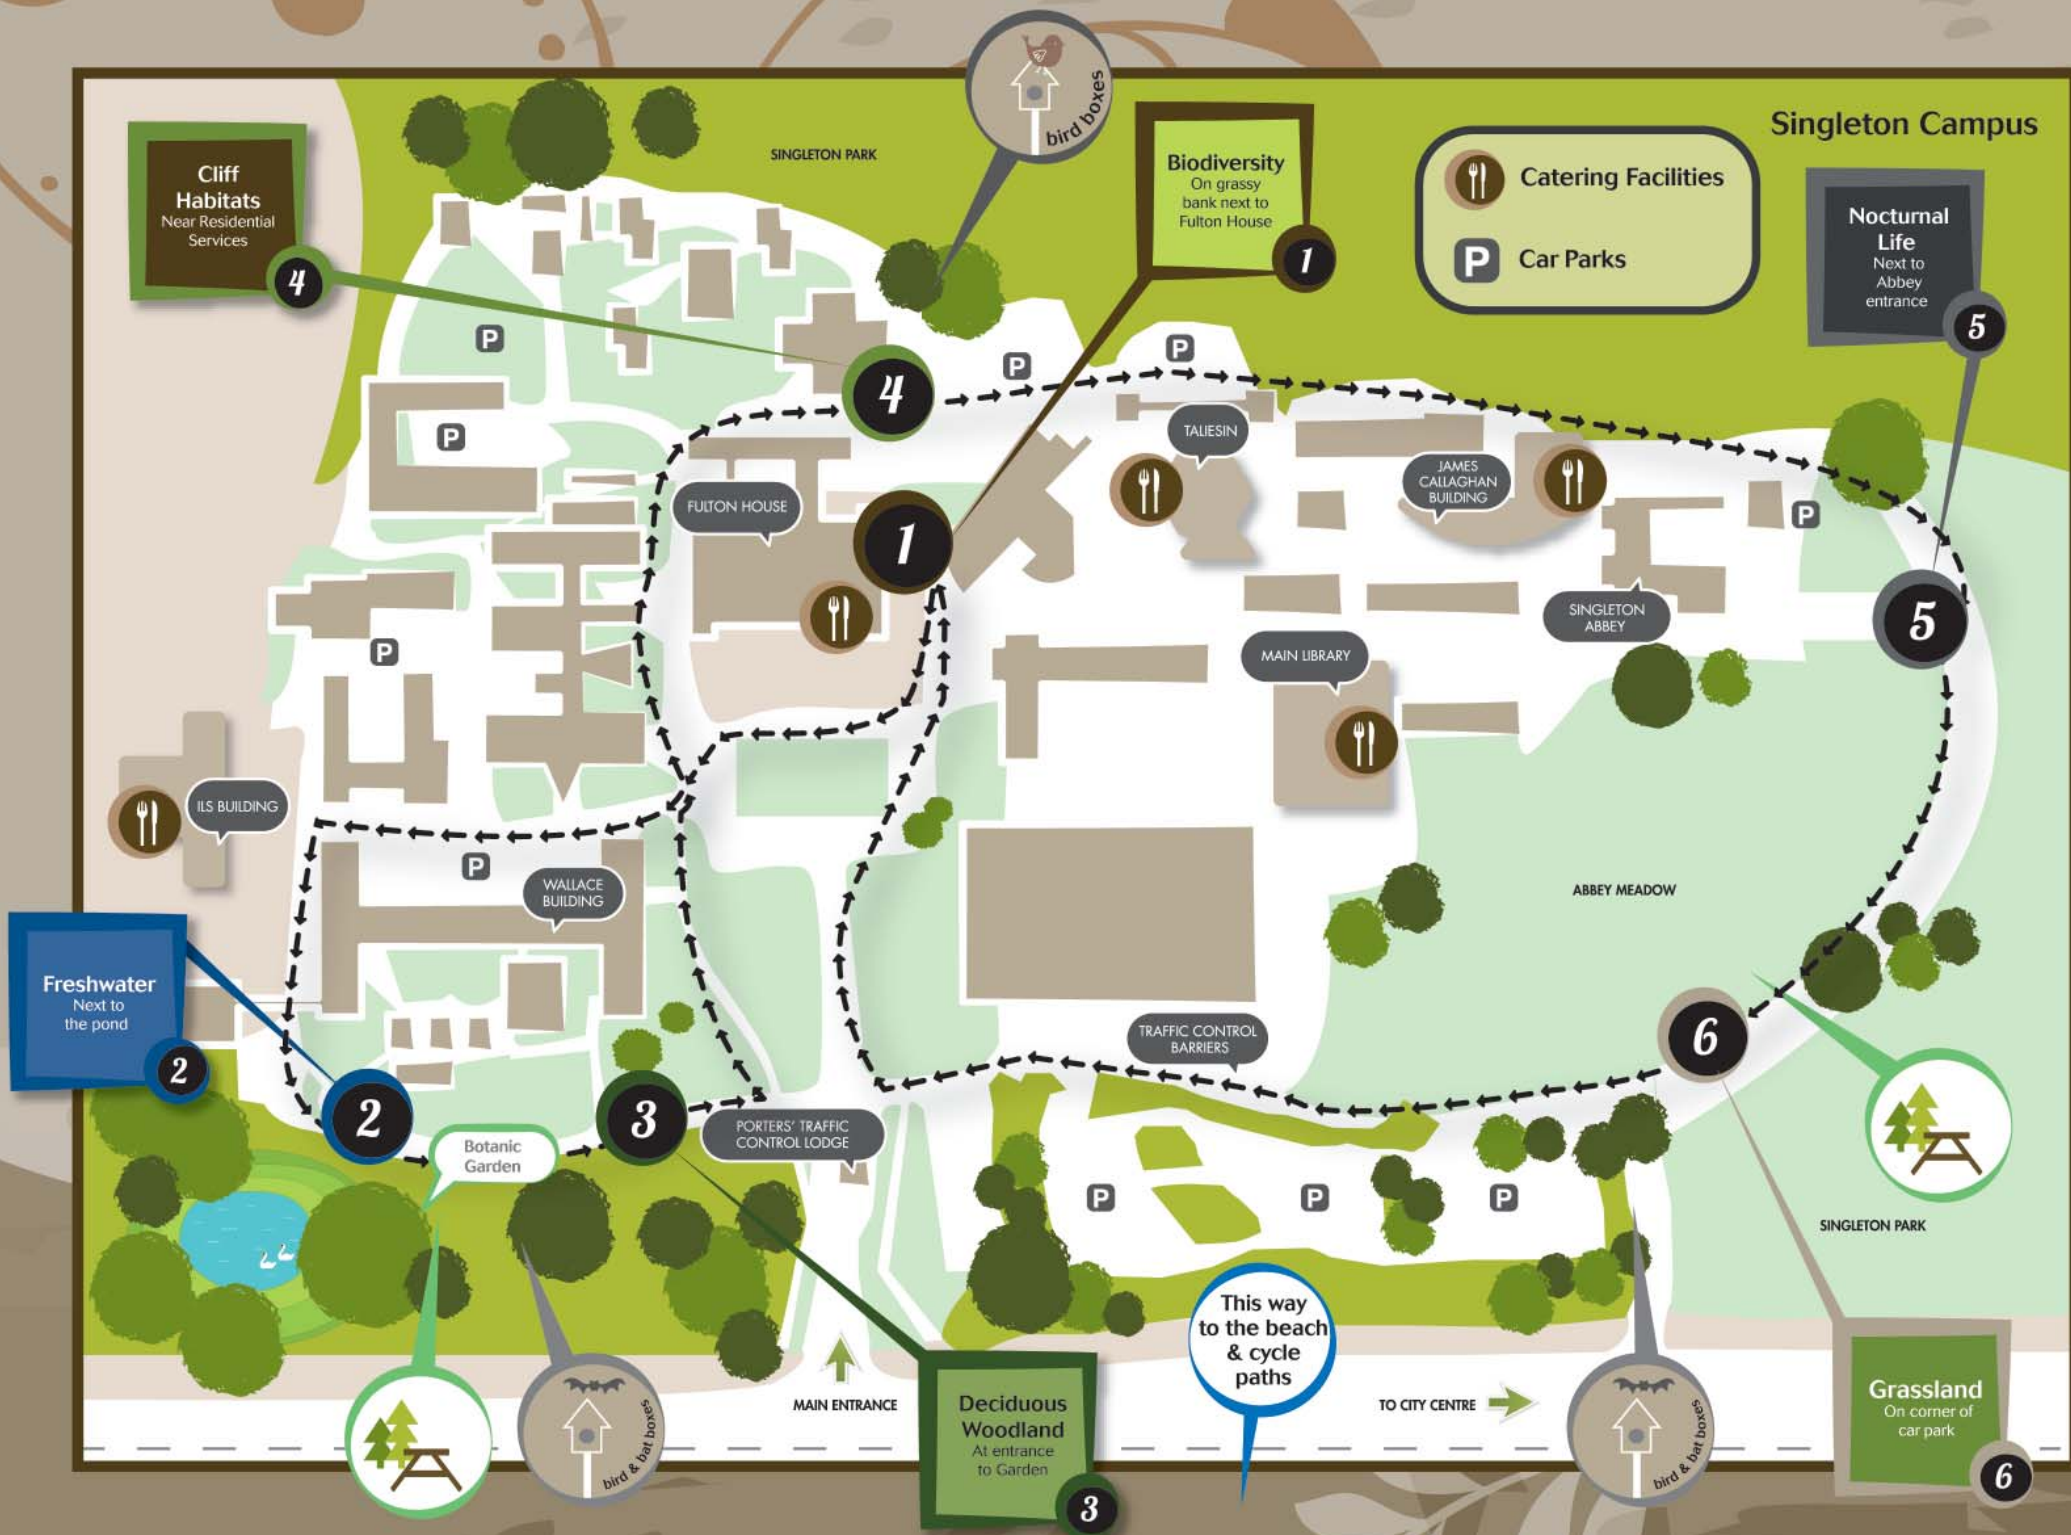 bird boxes
Singleton Campus
SINGLETON PARK
Cliff
Habitats
Near Residential
Services
4
Biodiversity
On grassy
bank next to
Fulton House
1
Catering Facilities
P Car Parks
Nocturnal
Life
Next to
Abbey
entrance
5
P
P
P
4
P
TALIESIN
JAMES
CALLAGHAN
BUILDING
FULTON HOUSE
P
1
SINGLETON
ABBEY
5
P
MAIN LIBRARY
ILS BUILDING
P
WALLACE
BUILDING
ABBEY MEADOW
Freshwater
Next to
the pond
2
TRAFFIC CONTROL
BARRIERS
6
2
3
PORTERS' TRAFFIC
CONTROL LODGE
Botanic
Garden
P
P
P
SINGLETON PARK
This way
to the beach
& cycle
paths
MAIN ENTRANCE
TO CITY CENTRE
bird & bat boxes
Deciduous
Woodland
At entrance
to Garden
3
bird & bat boxes
Grassland
On corner of
car park
6